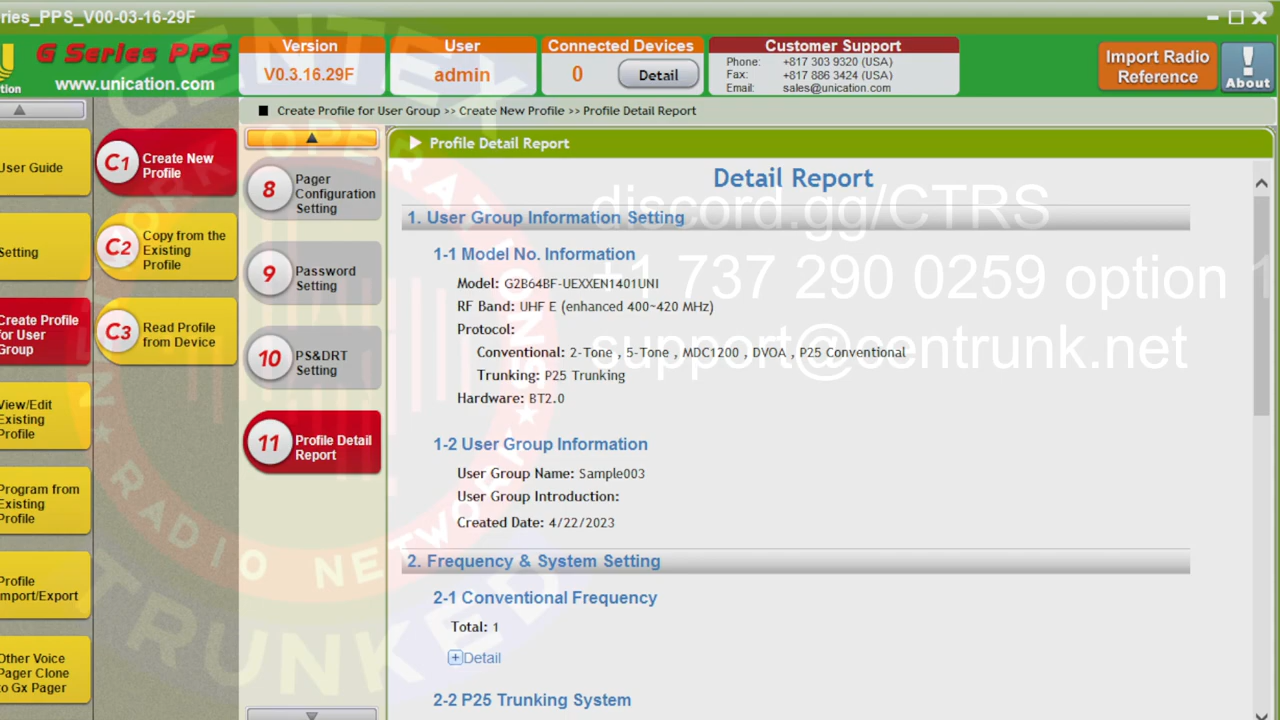 ries_PPS_V00-03-16-29F
G Series PPS
www.unication.com
ation
Version
V0.3.16.29F
User
admin
Connected Devices
0 Detail
Customer Support
Phone: +817 303 9320 (USA)
Fax: +817 886 3424 (USA)
Email: sales@unication.com
Import Radio
Reference
About
Create Profile for User Group >> Create New Profile >> Profile Detail Report
User Guide
Setting
Create Profile
for User
Group
View/Edit
Existing
Profile
Program from
Existing
Profile
Profile
Import/Export
Other Voice
Pager Clone
to Gx Pager
C1 Create New
Profile
C2 Copy from the
Existing
Profile
C3 Read Profile
from Device
8 Pager
Configuration
Setting
9 Password
Setting
10 PS&DRT
Setting
11 Profile Detail
Report
Profile Detail Report
Detail Report
1. User Group Information Setting
1-1 Model No. Information
Model: G2B64BF-UEXXEN1401UNI
RF Band: UHF E (enhanced 400~420 MHz)
Protocol:
Conventional: 2-Tone , 5-Tone , MDC1200 , DVOA , P25 Conventional
Trunking: P25 Trunking
Hardware: BT2.0
1-2 User Group Information
User Group Name: Sample003
User Group Introduction:
Created Date: 4/22/2023
2. Frequency & System Setting
2-1 Conventional Frequency
Total: 1
Detail
2-2 P25 Trunking System
discord.gg/CTRS
+1 737 290 0259 option 1
support@centrunk.net
CENTEX
WORK OPERAT
RADIO NETWORK
TRUNKED